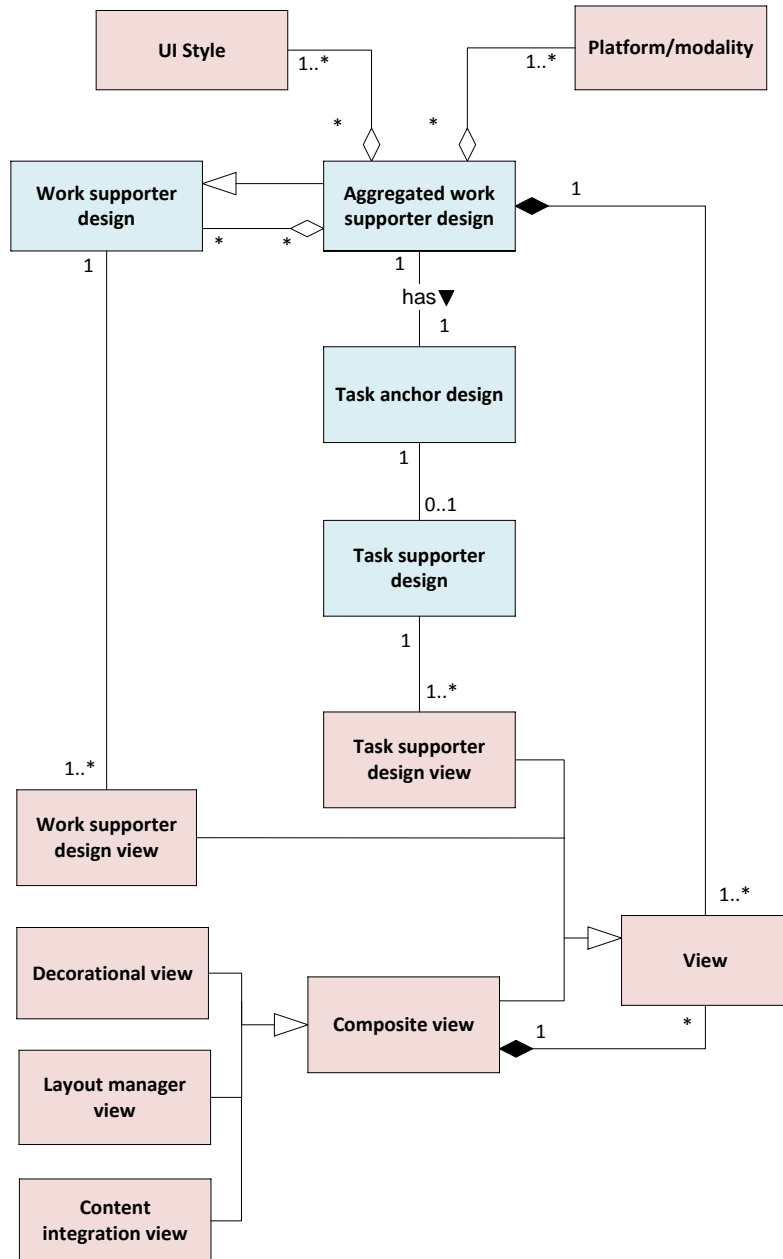 UI Style
Platform/modality
1..*
1..*
*
*
Work supporter
design
Aggregated work
supporter design
1
*
*
1
1
has▼
1
Task anchor design
1
0..1
Task supporter
design
1
1..*
Task supporter
design view
1..*
Work supporter
design view
1..*
View
Decorational view
Composite view
1
*
Layout manager
view
Content
integration view